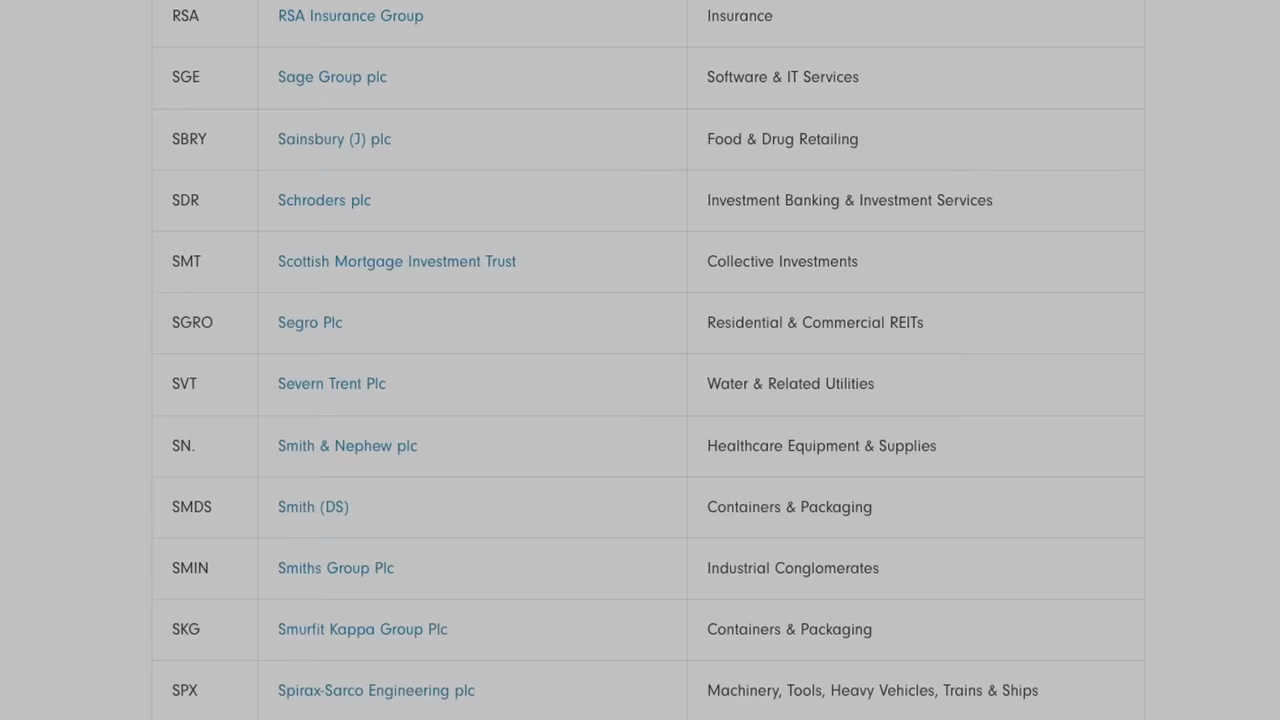 RSA RSA Insurance Group Insurance
SGE Sage Group plc Software & IT Services
SBRY Sainsbury (J) plc Food & Drug Retailing
SDR Schroders plc Investment Banking & Investment Services
SMT Scottish Mortgage Investment Trust Collective Investments
SGRO Segro Plc Residential & Commercial REITs
SVT Severn Trent Plc Water & Related Utilities
SN. Smith & Nephew plc Healthcare Equipment & Supplies
SMDS Smith (DS) Containers & Packaging
SMIN Smiths Group Plc Industrial Conglomerates
SKG Smurfit Kappa Group Plc Containers & Packaging
SPX Spirax-Sarco Engineering plc Machinery, Tools, Heavy Vehicles, Trains & Ships